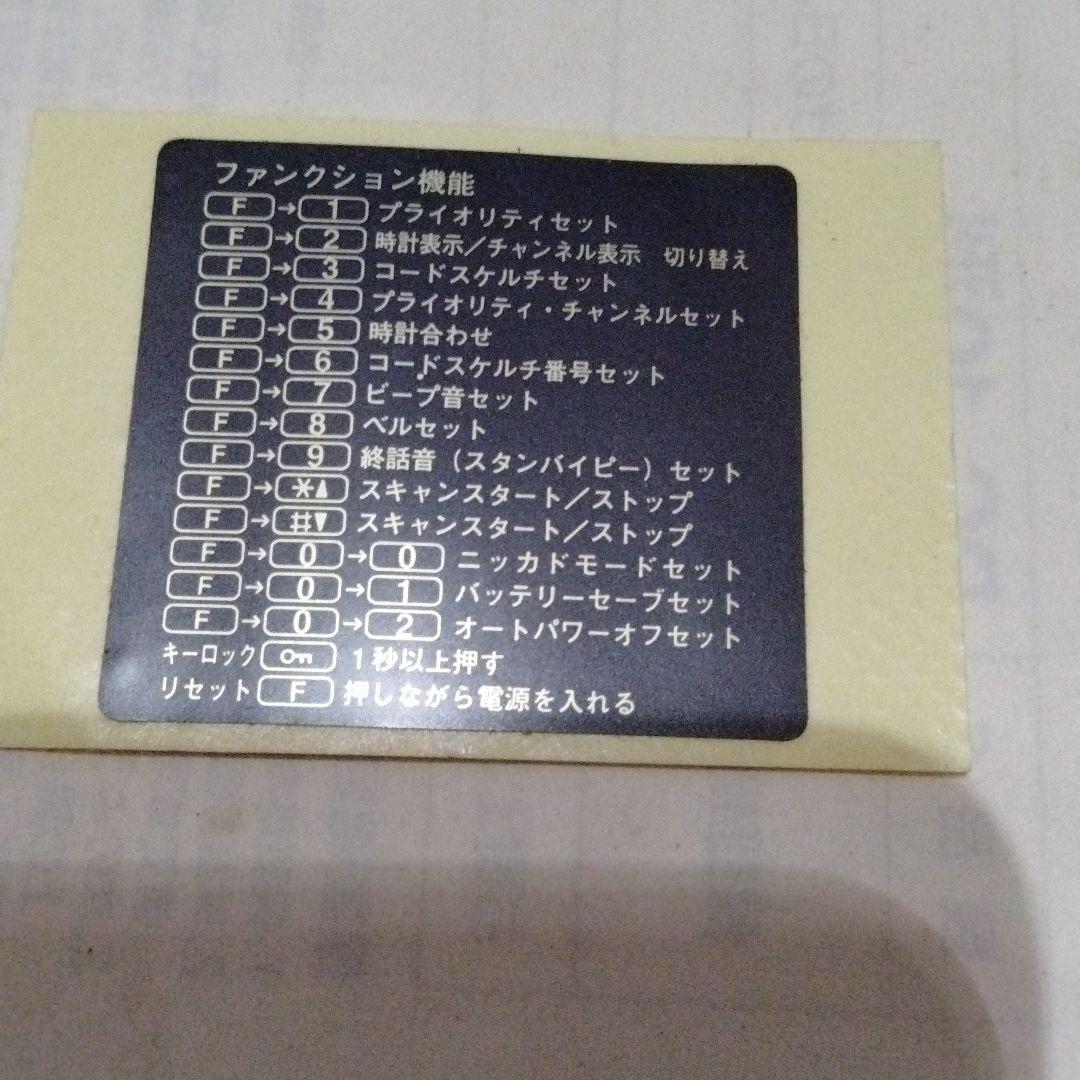 ファンクション機能
F→1 プライオリティセット
F→2 時計表示／チャンネル表示 切り替え
F→3 コードスケルチセット
F→4 プライオリティ・チャンネルセット
F→5 時計合わせ
F→6 コードスケルチ番号セット
F→7 ビープ音セット
F→8 ベルセット
F→9 終話音（スタンバイピー）セット
F→*▲ スキャンスタート／ストップ
F→#▼ スキャンスタート／ストップ
F→0→0 ニッカドモードセット
F→0→1 バッテリーセーブセット
F→0→2 オートパワーオフセット
キーロック 1秒以上押す
リセット F 押しながら電源を入れる